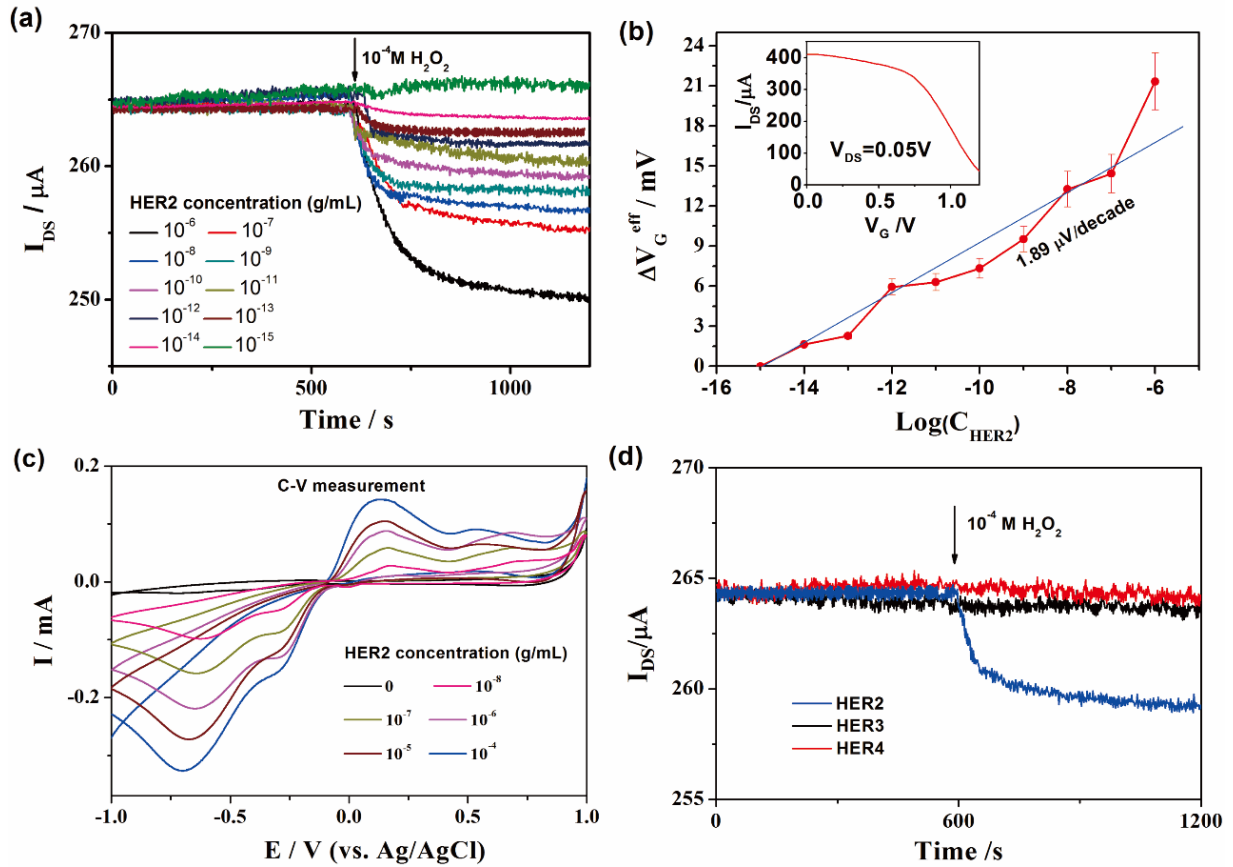 (a)
270
265
260
255
250
245
I_DS / μA
10⁻⁴M H₂O₂
HER2 concentration (g/mL)
10⁻⁶ 10⁻⁷
10⁻⁸ 10⁻⁹
10⁻¹⁰ 10⁻¹¹
10⁻¹² 10⁻¹³
10⁻¹⁴ 10⁻¹⁵
0 500 1000
Time / s
(b)
24
21
18
15
12
9
6
3
0
ΔV_G^eff / mV
400
300
200
100
0
I_DS/μA
V_DS=0.05V
0.0 0.5 1.0
V_G /V
1.89 μV/decade
-16 -14 -12 -10 -8 -6
Log(C_HER2)
(c)
0.2
0.0
-0.2
I / mA
C-V measurement
HER2 concentration (g/mL)
0 10⁻⁸
10⁻⁷ 10⁻⁶
10⁻⁵ 10⁻⁴
-1.0 -0.5 0.0 0.5 1.0
E / V (vs. Ag/AgCl)
(d)
270
265
260
255
I_DS/μA
10⁻⁴ M H₂O₂
HER2
HER3
HER4
0 600 1200
Time /s